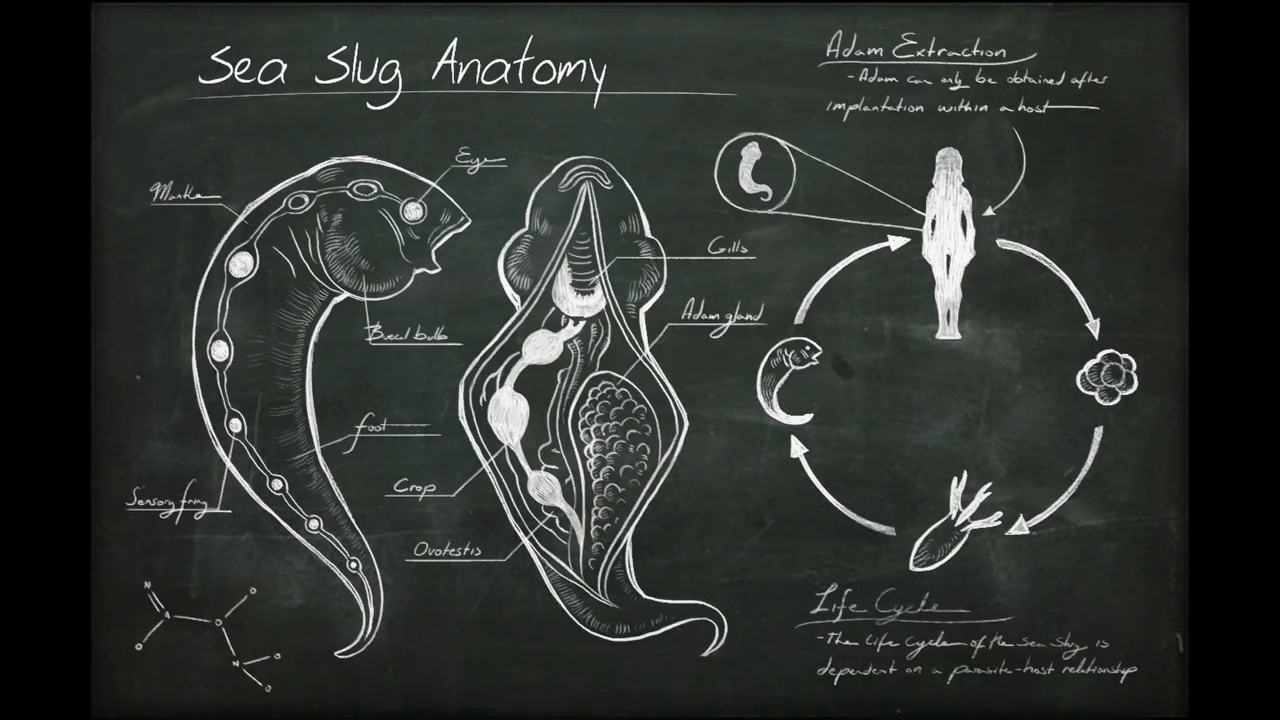 Sea Slug Anatomy
Adam Extraction
-Adam can only be obtained after
implantation within a host
Eye
Mantle
Gills
Adam gland
Buccal bulb
foot
Crop
Sensory
Ovotestis
Life Cycle
-The Life Cycle of the Sea Slug is
dependent on a parasite-host relationship